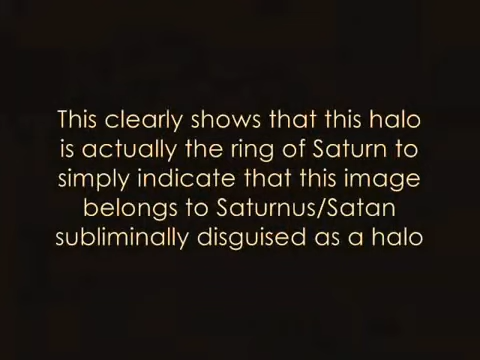 This clearly shows that this halo
is actually the ring of Saturn to
simply indicate that this image
belongs to Saturnus/Satan
subliminally disguised as a halo